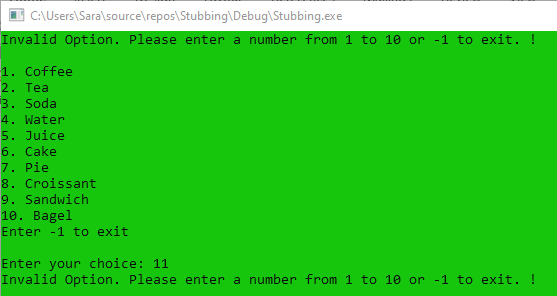 C:\Users\Sara\source\repos\Stubbing\Debug\Stubbing.exe
Invalid Option. Please enter a number from 1 to 10 or -1 to exit. !
1. Coffee
2. Tea
3. Soda
4. Water
5. Juice
6. Cake
7. Pie
8. Croissant
9. Sandwich
10. Bagel
Enter -1 to exit
Enter your choice: 11
Invalid Option. Please enter a number from 1 to 10 or -1 to exit. !